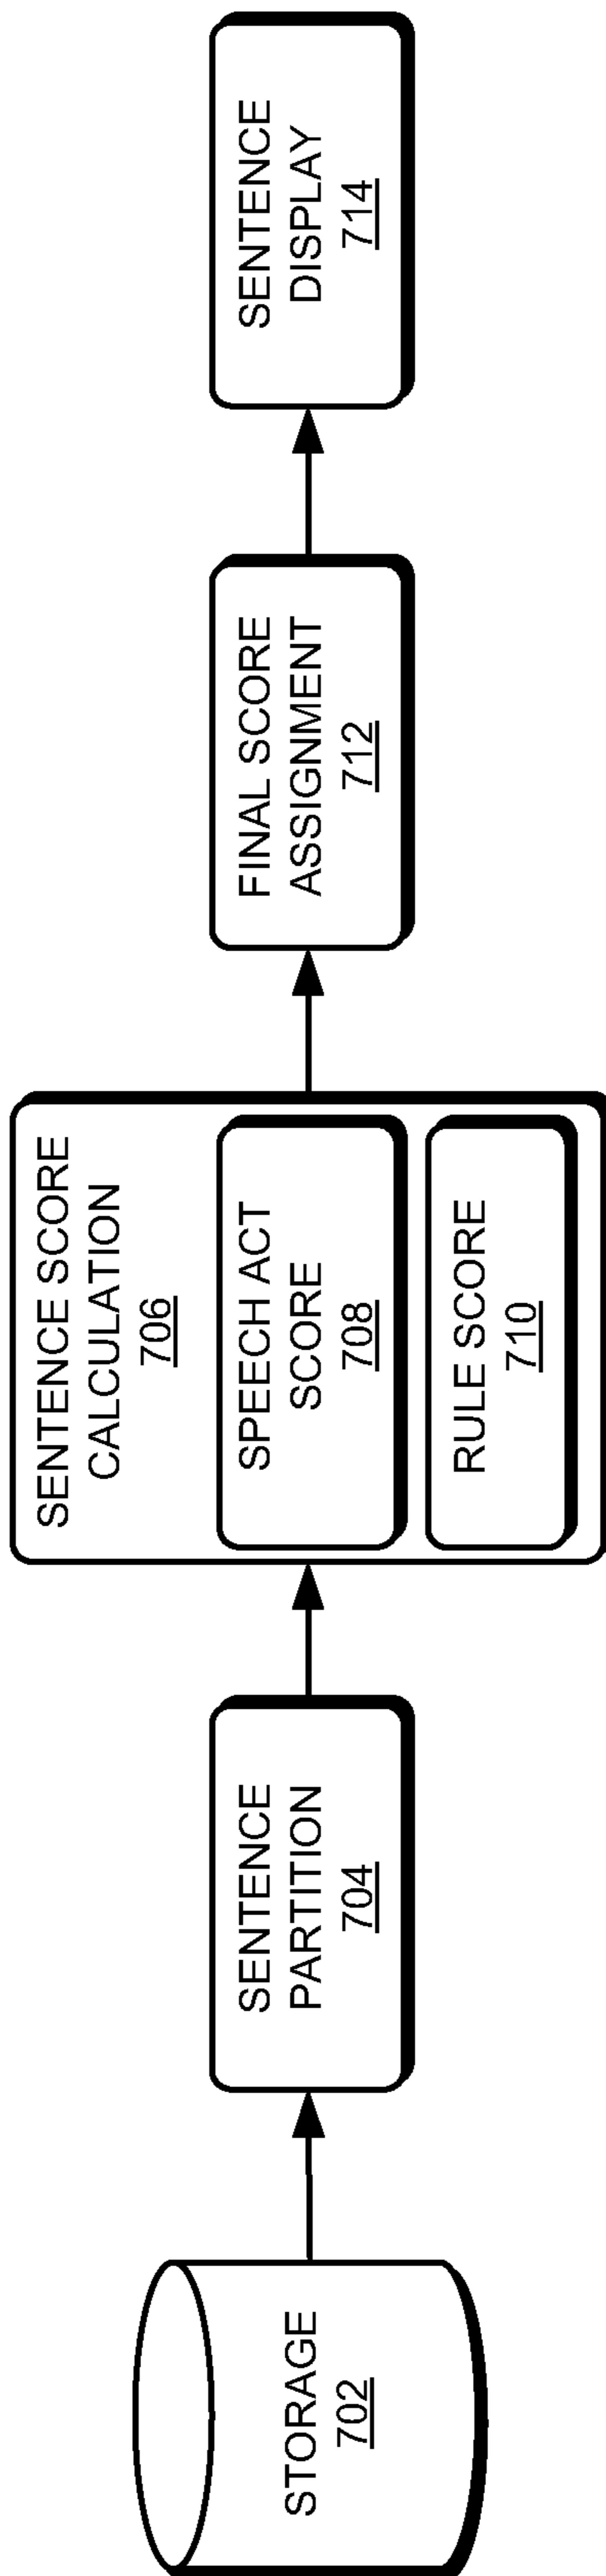 STORAGE
702
SENTENCE
PARTITION
704
SENTENCE SCORE
CALCULATION
706
SPEECH ACT
SCORE
708
RULE SCORE
710
FINAL SCORE
ASSIGNMENT
712
SENTENCE
DISPLAY
714